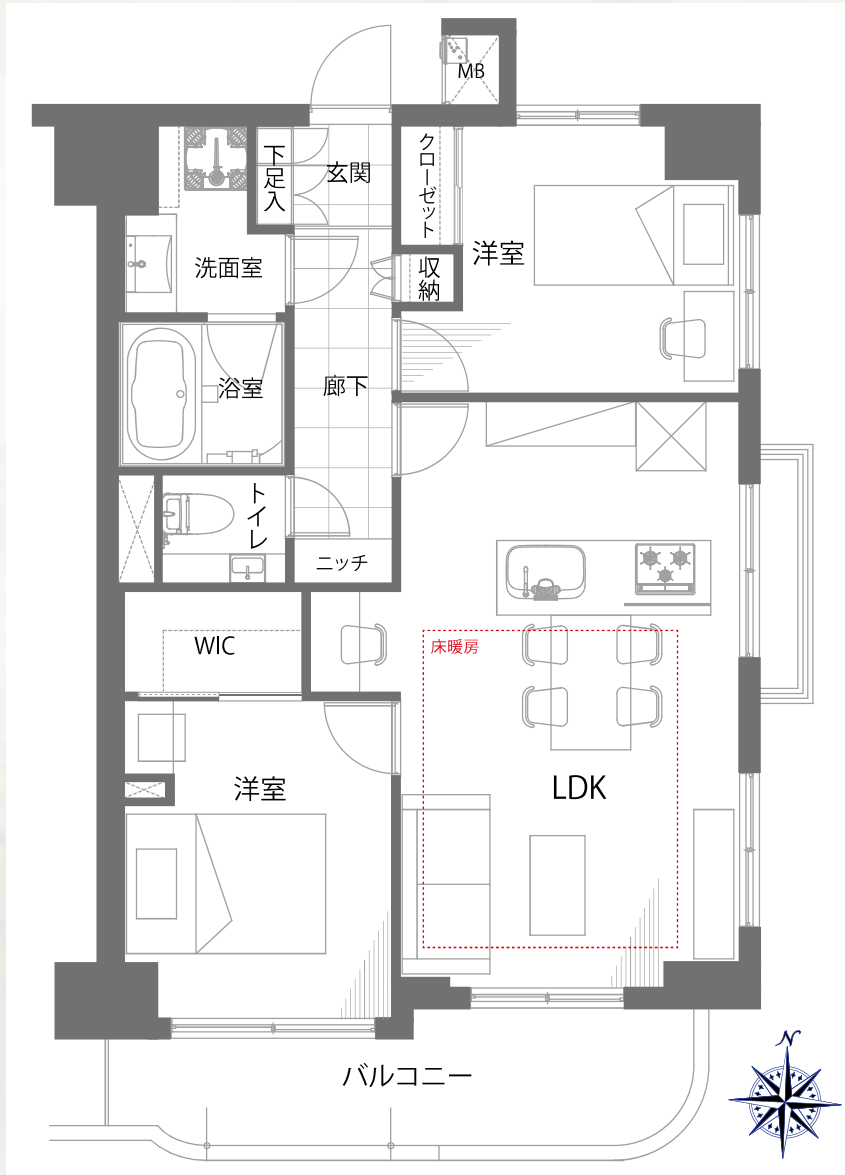 MB
クローゼット
下足入
玄関
洋室
洗面室
収納
浴室
廊下
トイレ
ニッチ
WIC
床暖房
洋室
LDK
N
バルコニー